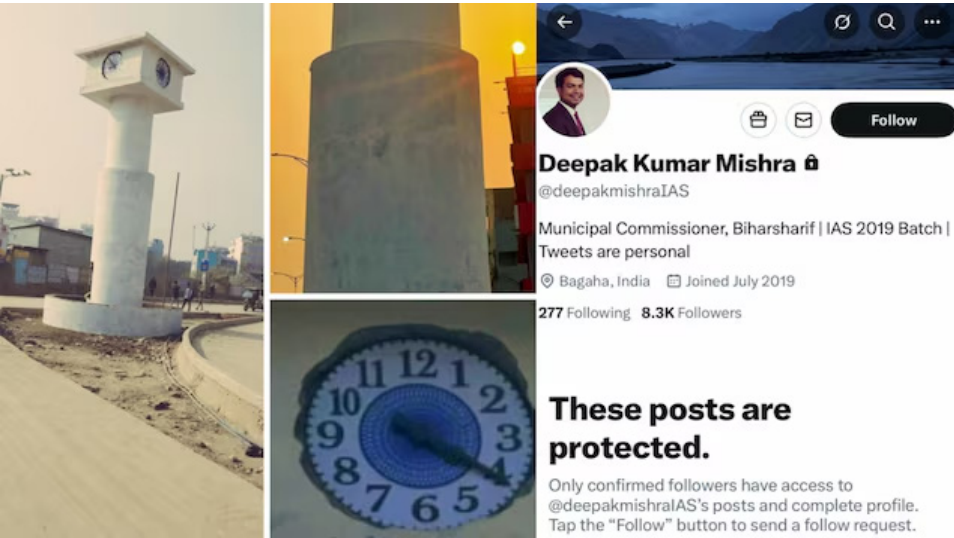 Follow
Deepak Kumar Mishra
@deepakmishraIAS
Municipal Commissioner, Biharsharif | IAS 2019 Batch |
Tweets are personal
Bagaha, India Joined July 2019
277 Following 8.3K Followers
These posts are
protected.
Only confirmed followers have access to
@deepakmishraIAS's posts and complete profile.
Tap the “Follow” button to send a follow request.
12
11 1
10 2
9 3
8 4
7 5
6